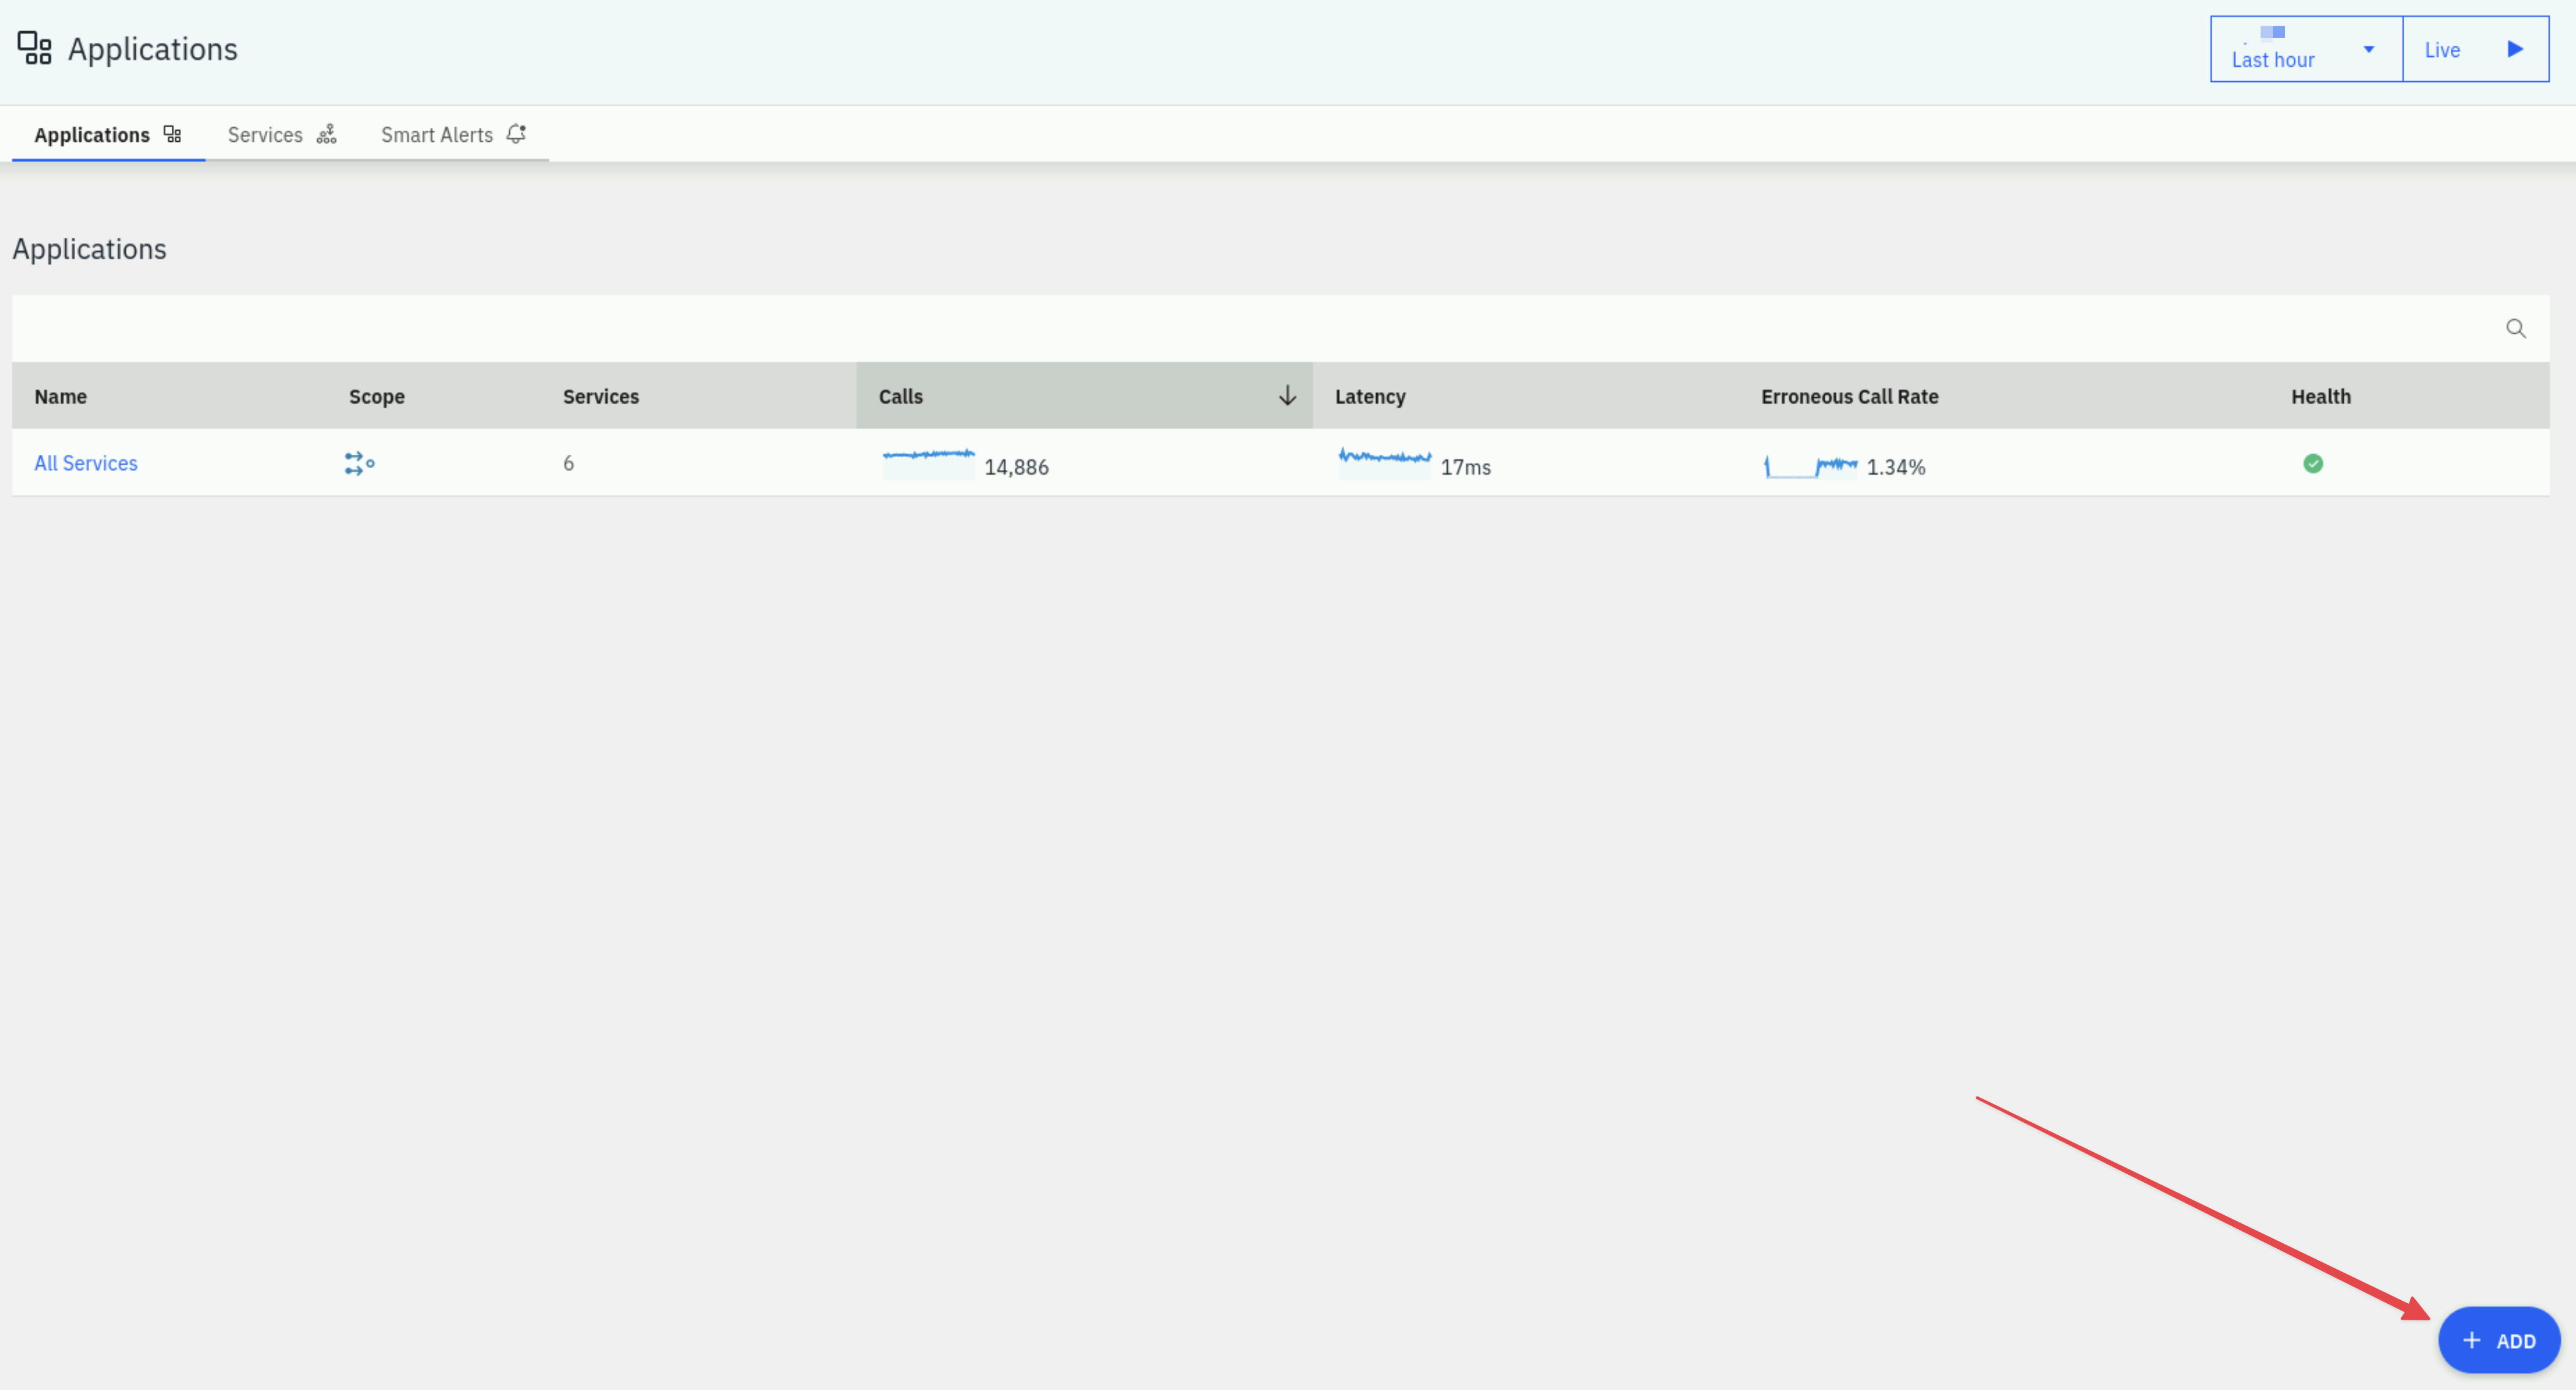 Applications
Last hour
Live
Applications
Services
Smart Alerts
Applications
Name Scope Services Calls Latency Erroneous Call Rate Health
All Services 6 14,886 17ms 1.34%
+ ADD